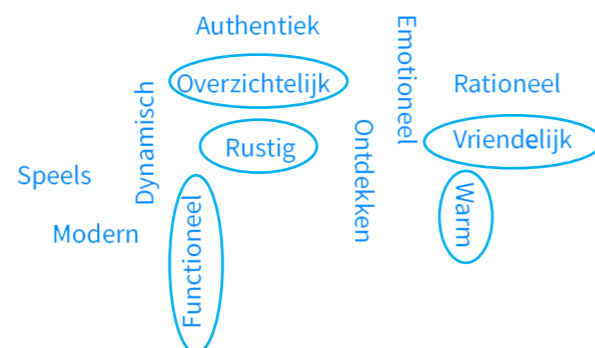 Authentiek
Emotioneel
Overzichtelijk
Rationeel
Dynamisch
Rustig
Ontdekken
Vriendelijk
Speels
Warm
Modern
Functioneel